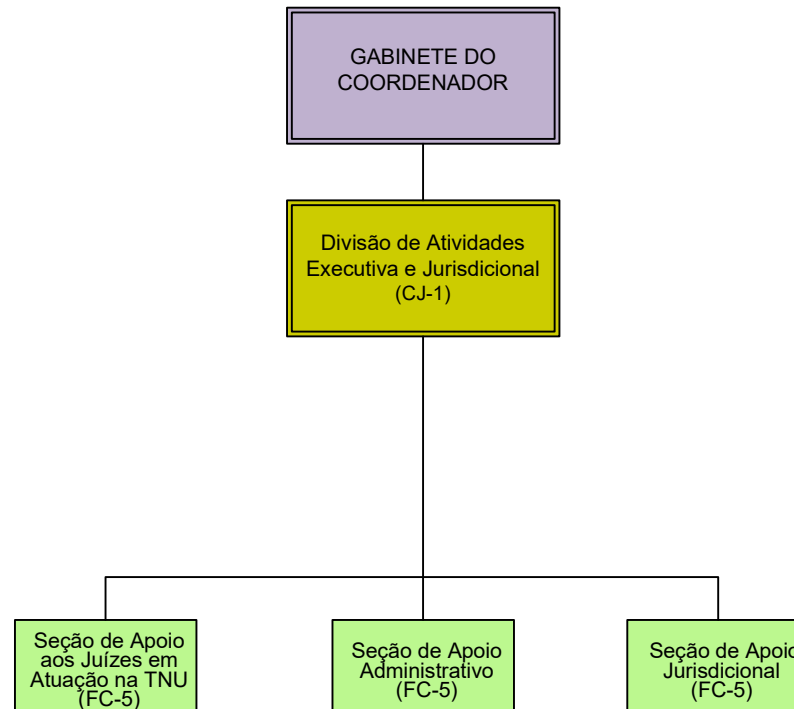 GABINETE DO
COORDENADOR
Divisão de Atividades
Executiva e Jurisdicional
(CJ-1)
Seção de Apoio
aos Juízes em
Atuação na TNU
(FC-5)
Seção de Apoio
Administrativo
(FC-5)
Seção de Apoio
Jurisdicional
(FC-5)